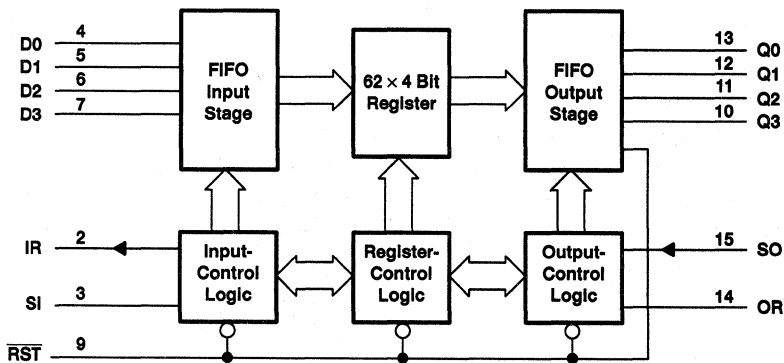 D0 4
D1 5
D2 6
D3 7
FIFO
Input
Stage
62 × 4 Bit
Register
FIFO
Output
Stage
13 Q0
12 Q1
11 Q2
10 Q3
IR 2
SI 3
Input-
Control
Logic
Register-
Control
Logic
Output-
Control
Logic
15 SO
14 OR
RST 9